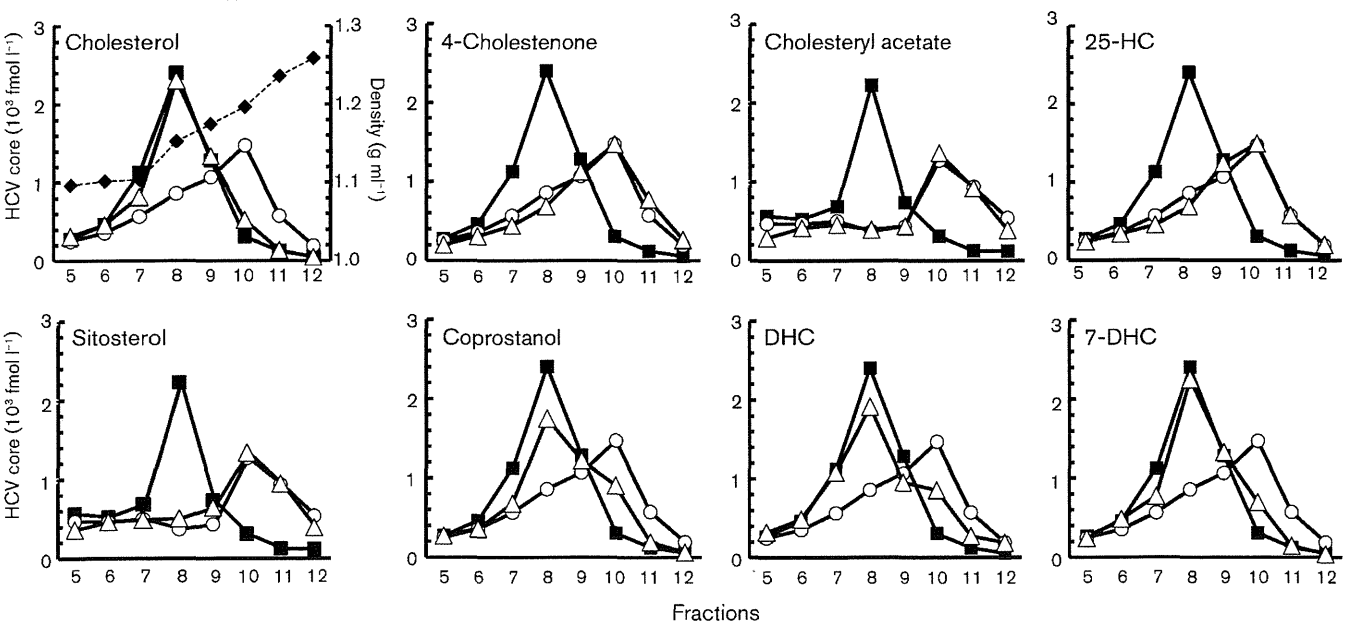 Cholesterol
4-Cholestenone
Cholesteryl acetate
25-HC
HCV core (10³ fmol l⁻¹)
Density (g ml⁻¹)
3
2
1
0
1.3
1.2
1.1
1.0
5 6 7 8 9 10 11 12
3
2
1
0
5 6 7 8 9 10 11 12
3
2
1
0
5 6 7 8 9 10 11 12
3
2
1
0
5 6 7 8 9 10 11 12
Sitosterol
Coprostanol
DHC
7-DHC
HCV core (10³ fmol l⁻¹)
3
2
1
0
5 6 7 8 9 10 11 12
3
2
1
0
5 6 7 8 9 10 11 12
3
2
1
0
5 6 7 8 9 10 11 12
3
2
1
0
5 6 7 8 9 10 11 12
Fractions